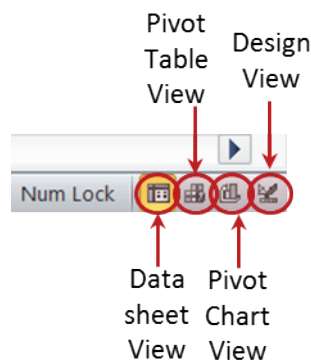 Pivot
Table
View
Design
View
Num Lock
Data
sheet
View
Pivot
Chart
View